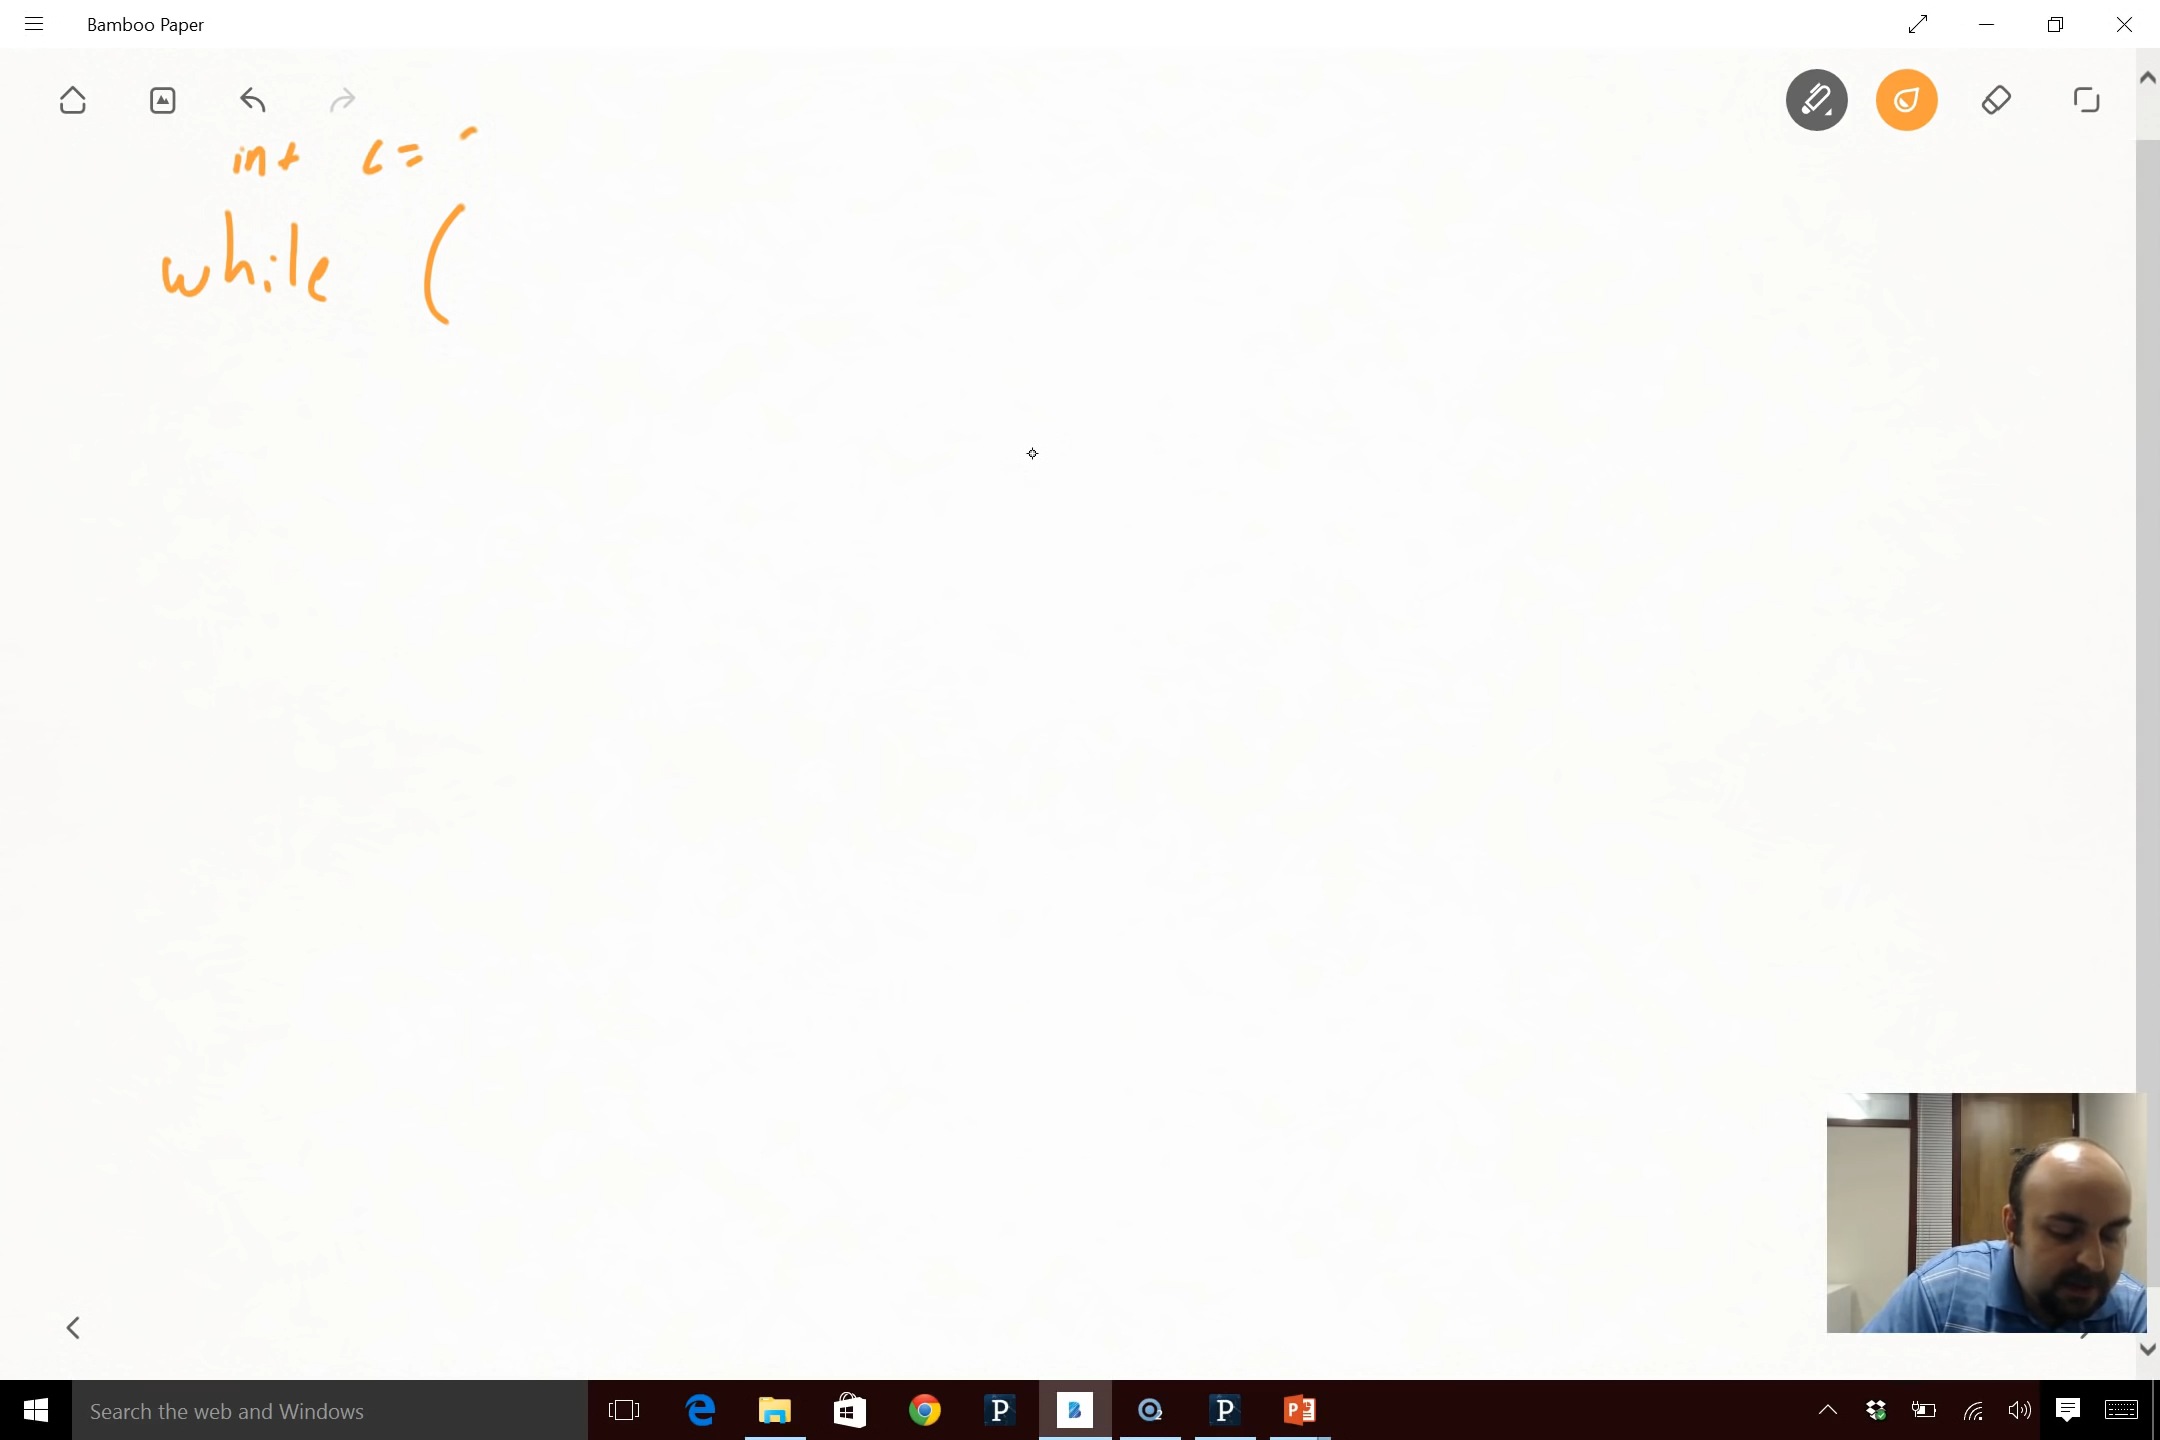 Bamboo Paper
int c =
while (
Search the web and Windows